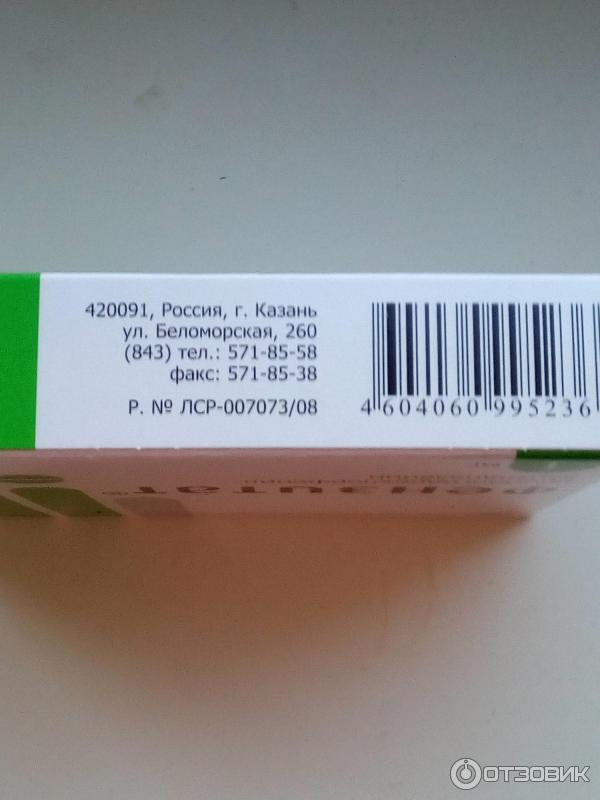 420091, Россия, г. Казань
ул. Беломорская, 260
(843) тел.: 571-85-58
факс: 571-85-38
Р. № ЛСР-007073/08
4 604060 995236
Фензитэт®
ОТЗОВИК